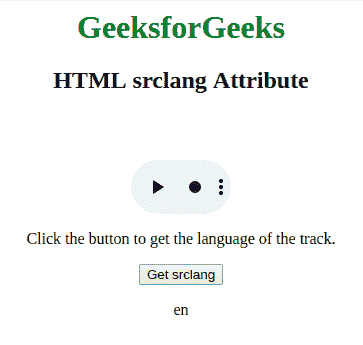 GeeksforGeeks
HTML srclang Attribute
Click the button to get the language of the track.
Get srclang
en